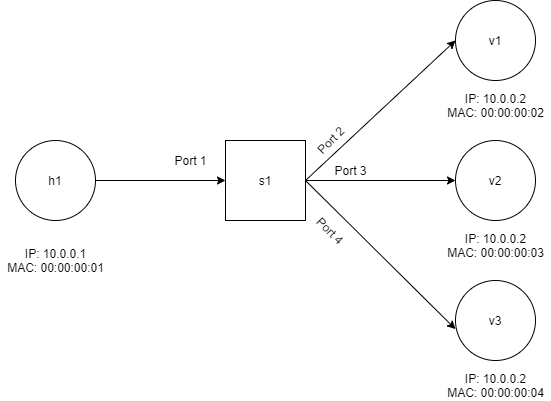 v1
IP: 10.0.0.2
MAC: 00:00:00:02
Port 2
Port 1
Port 3
h1
s1
v2
IP: 10.0.0.1
MAC: 00:00:00:01
Port 4
IP: 10.0.0.2
MAC: 00:00:00:03
v3
IP: 10.0.0.2
MAC: 00:00:00:04